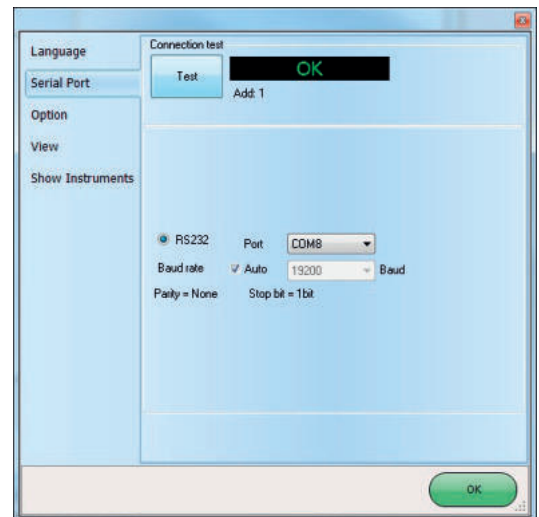 Language
Serial Port
Option
View
Show Instruments
Connection test
Test
OK
Add: 1
RS232 Port COM8
Baud rate Auto 19200 Baud
Parity = None Stop bit = 1bit
OK